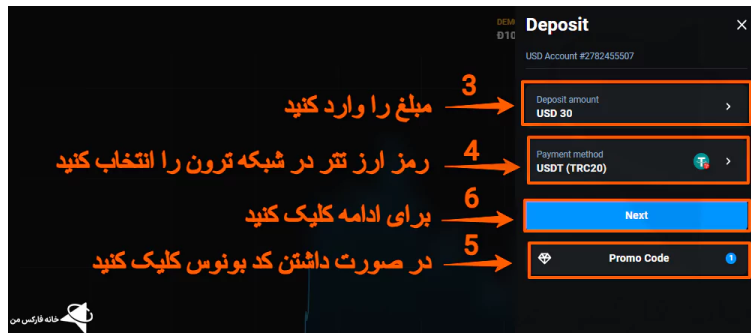 DEM
Đ10
Deposit
USD Account #2782455507
3
مبلغ را وارد کنید
Deposit amount
USD 30
4
رمز ارز تتر در شبکه ترون را انتخاب کنید
Payment method
USDT (TRC20)
6
برای ادامه کلیک کنید
Next
5
در صورت داشتن کد بونوس کلیک کنید
Promo Code
1
خانه فارکس من